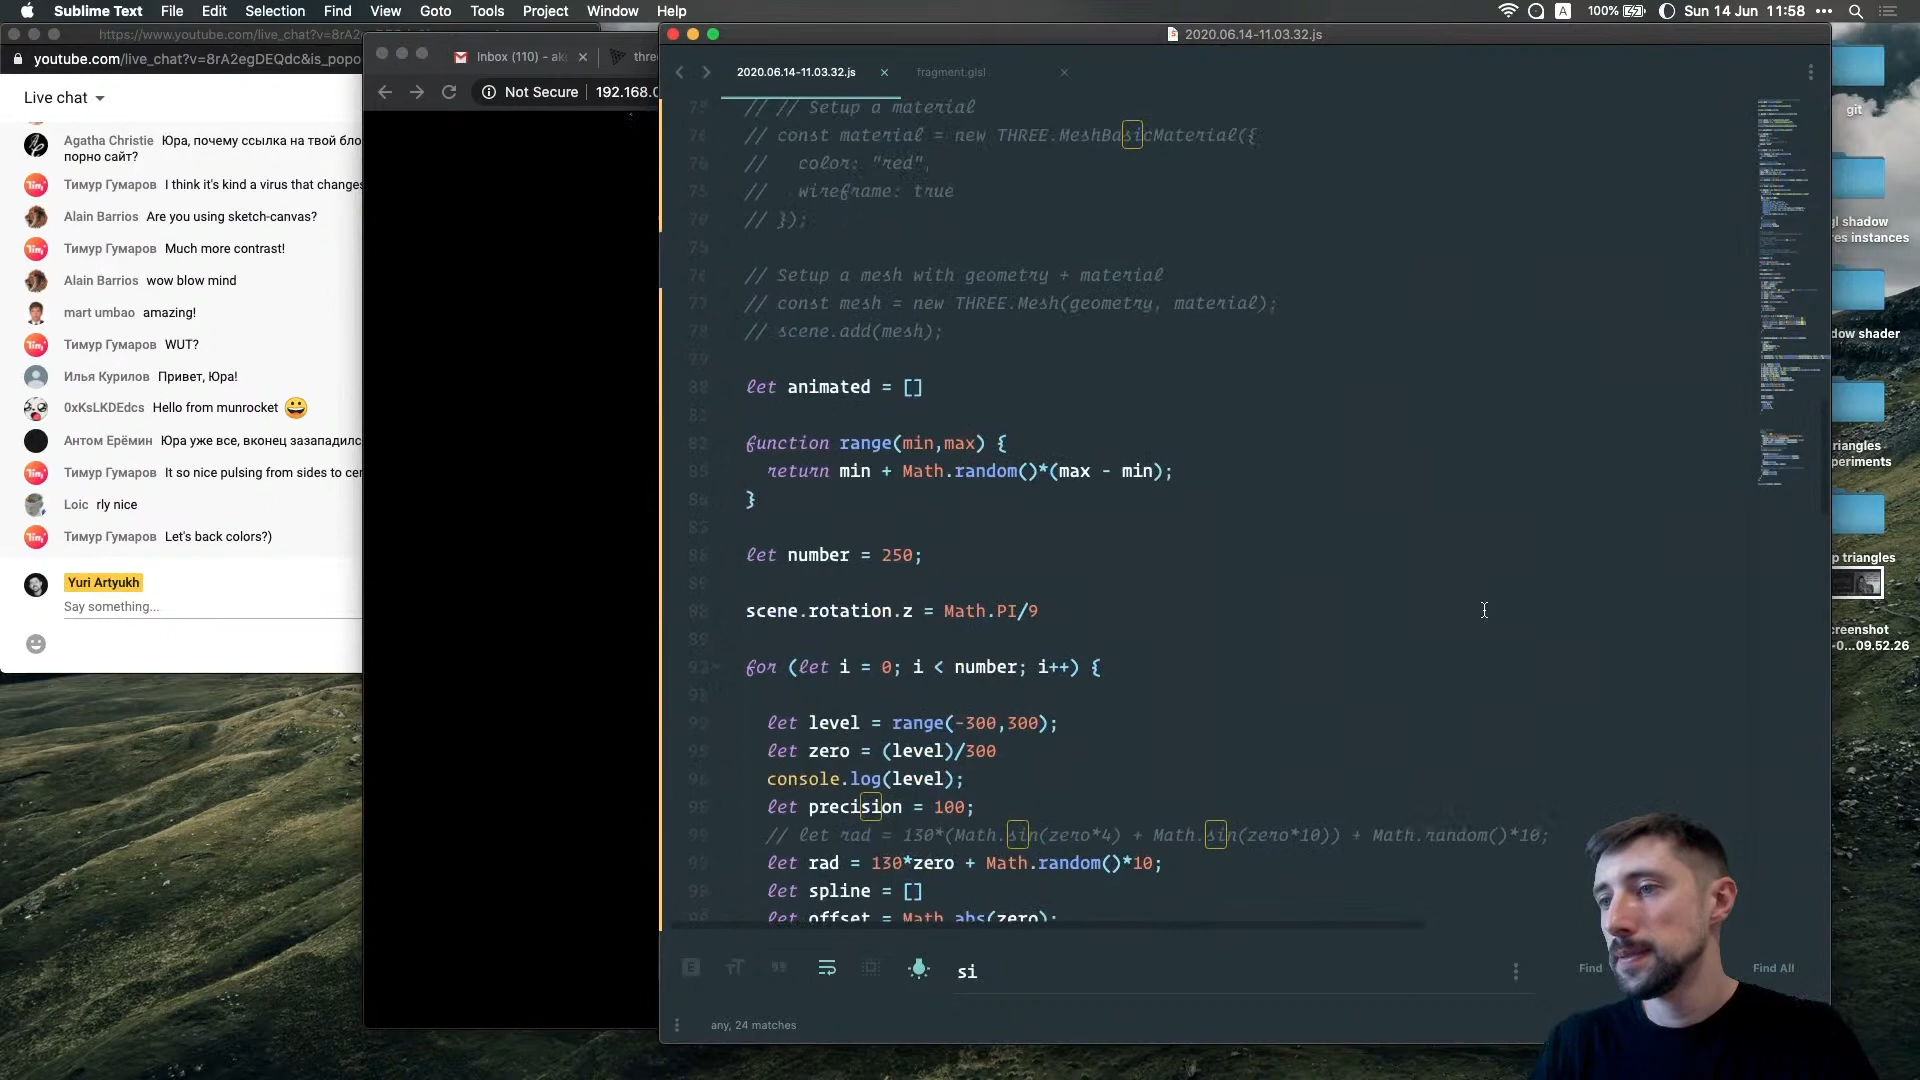 Sublime Text File Edit Selection Find View Goto Tools Project Window Help
100% Sun 14 Jun 11:58
https://www.youtube.com/live_chat?v=8rA2
youtube.com/live_chat?v=8rA2egDEQdc&is_popo
Live chat
Agatha Christie Юра, почему ссылка на твой бло
порно сайт?
Тимур Гумаров I think it's kind a virus that changes
Alain Barrios Are you using sketch-canvas?
Тимур Гумаров Much more contrast!
Alain Barrios wow blow mind
mart umbao amazing!
Тимур Гумаров WUT?
Илья Курилов Привет, Юра!
0xKsLKDEdcs Hello from munrocket
Антом Ерёмин Юра уже все, вконец зазападилс
Тимур Гумаров It so nice pulsing from sides to cer
Loic rly nice
Тимур Гумаров Let's back colors?)
Yuri Artyukh
Say something...
Inbox (110) - ak
three
Not Secure 192.168.0
2020.06.14-11.03.32.js
2020.06.14-11.03.32.js fragment.glsl
// // Setup a material
// const material = new THREE.MeshBasicMaterial({
// color: "red",
// wireframe: true
// });
// Setup a mesh with geometry + material
// const mesh = new THREE.Mesh(geometry, material);
// scene.add(mesh);
let animated = []
function range(min,max) {
return min + Math.random()*(max - min);
}
let number = 250;
scene.rotation.z = Math.PI/9
for (let i = 0; i < number; i++) {
let level = range(-300,300);
let zero = (level)/300
console.log(level);
let precision = 100;
// let rad = 130*(Math.sin(zero*4) + Math.sin(zero*10)) + Math.random()*10;
let rad = 130*zero + Math.random()*10;
let spline = []
let offset = Math.abs(zero);
si
Find
Find All
any, 24 matches
git
gl shadow
res instances
dow shader
riangles
periments
p triangles
creenshot
0...09.52.26